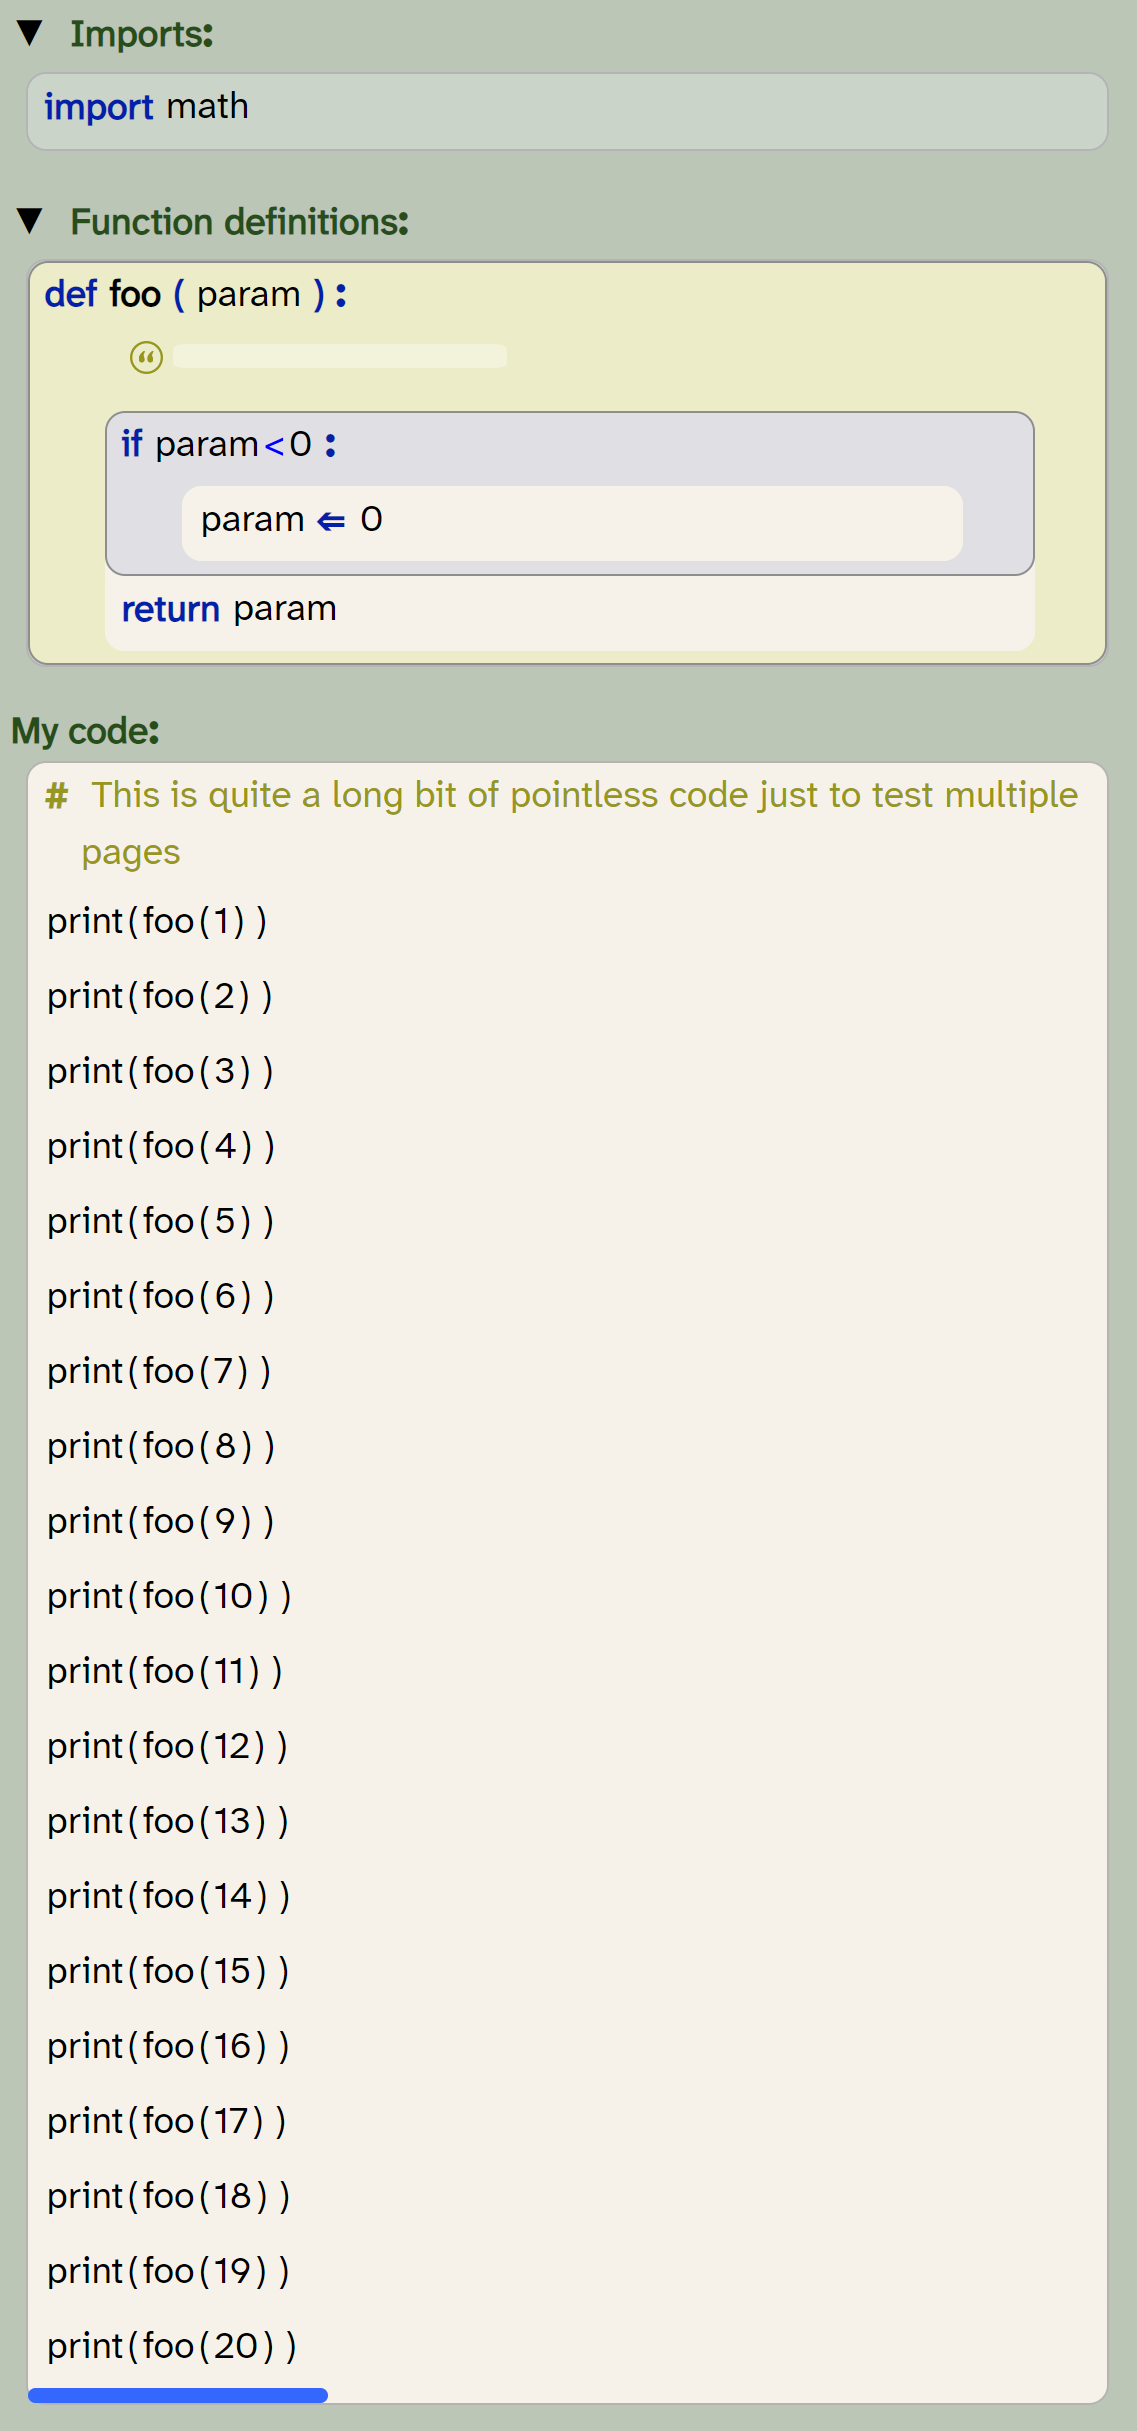 ▼ Imports:
import math
▼ Function definitions:
def foo ( param ) :
“
if param<0 :
param ⇐ 0
return param
My code:
# This is quite a long bit of pointless code just to test multiple
pages
print(foo(1) )
print(foo(2) )
print(foo(3) )
print(foo(4) )
print(foo(5) )
print(foo(6) )
print(foo(7) )
print(foo(8) )
print(foo(9) )
print(foo(10) )
print(foo(11) )
print(foo(12) )
print(foo(13) )
print(foo(14) )
print(foo(15) )
print(foo(16) )
print(foo(17) )
print(foo(18) )
print(foo(19) )
print(foo(20) )